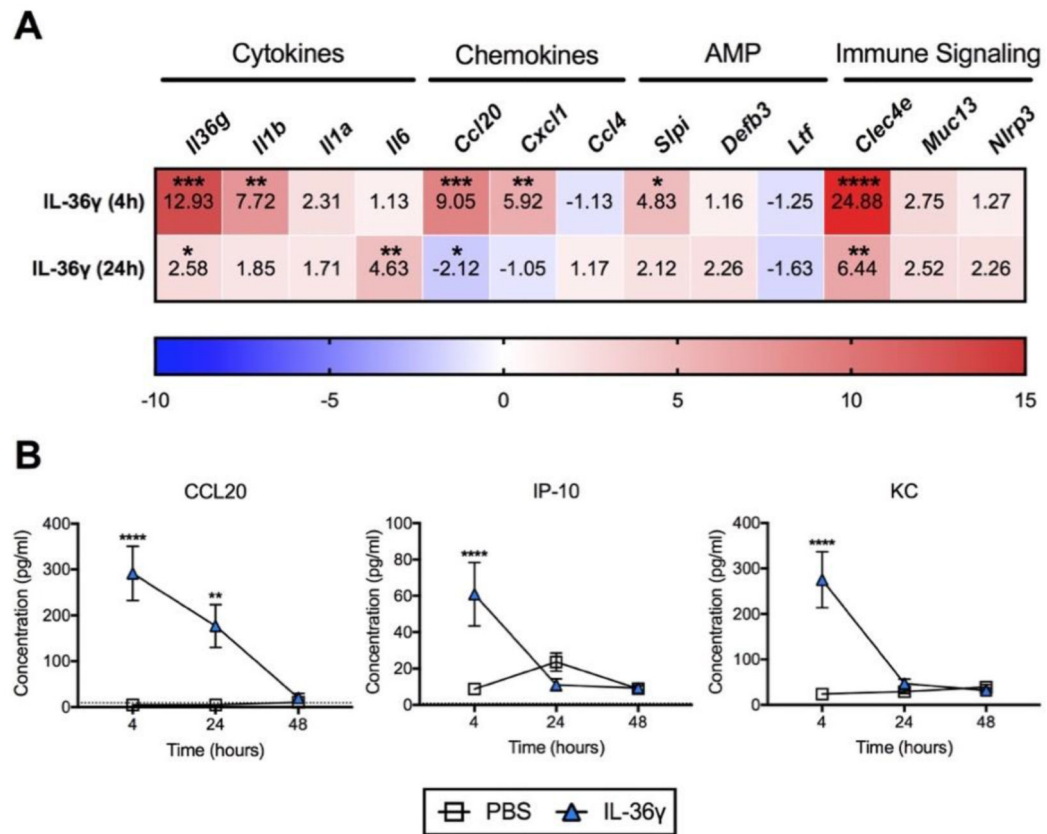 A
Cytokines Chemokines AMP Immune Signaling
Il36g Il1b Il1a Il6 Ccl20 Cxcl1 Ccl4 Slpi Defb3 Ltf Clec4e Muc13 Nlrp3
*** ** *** ** * ****
IL-36γ (4h) 12.93 7.72 2.31 1.13 9.05 5.92 -1.13 4.83 1.16 -1.25 24.88 2.75 1.27
* ** * **
IL-36γ (24h) 2.58 1.85 1.71 4.63 -2.12 -1.05 1.17 2.12 2.26 -1.63 6.44 2.52 2.26
-10 -5 0 5 10 15
B
CCL20
Concentration (pg/ml)
400
300
200
100
0
****
**
4 24 48
Time (hours)
IP-10
Concentration (pg/ml)
100
80
60
40
20
0
****
4 24 48
Time (hours)
KC
Concentration (pg/ml)
400
300
200
100
0
****
4 24 48
Time (hours)
PBS IL-36γ